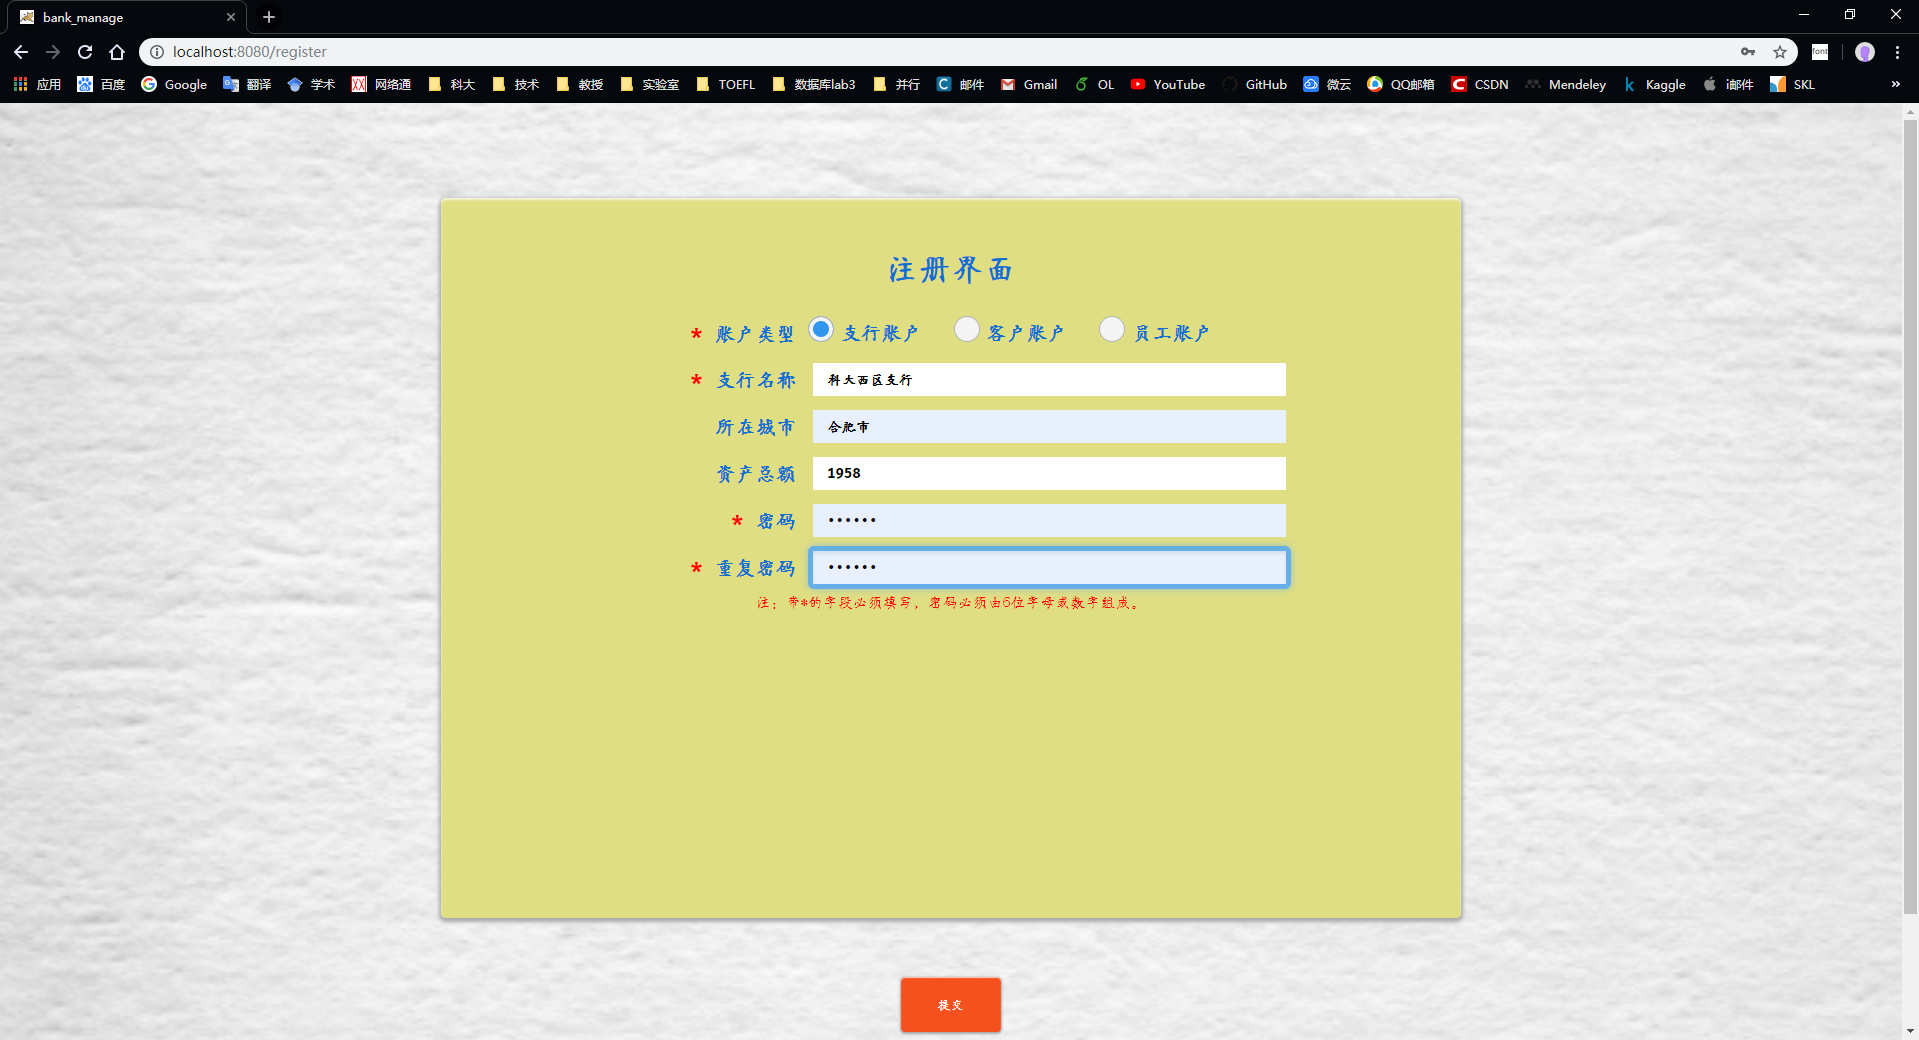 bank_manage
localhost:8080/register
font
应用 百度 Google 翻译 学术 网络通 科大 技术 教授 实验室 TOEFL 数据库lab3 并行 邮件 Gmail OL YouTube GitHub 微云 QQ邮箱 CSDN Mendeley Kaggle i邮件 SKL »
注册界面
* 账户类型 支行账户 客户账户 员工账户
* 支行名称 科大西区支行
所在城市 合肥市
资产总额 1958
* 密码 ••••••
* 重复密码 ••••••
注：带*的字段必须填写，密码必须由6位字母或数字组成。
提交